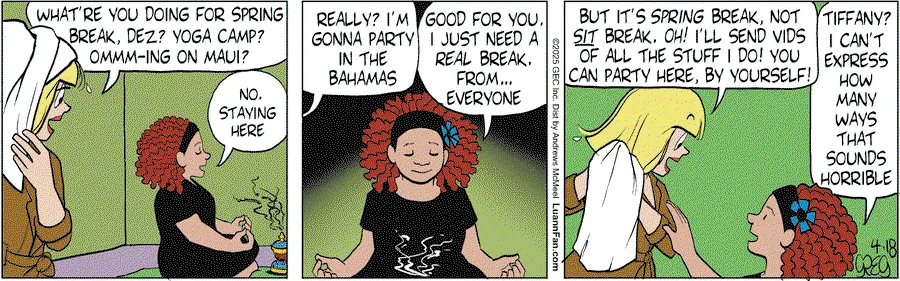 WHAT'RE YOU DOING FOR SPRING
BREAK, DEZ? YOGA CAMP?
OMMM-ING ON MAUI?
NO.
STAYING
HERE
REALLY? I'M
GONNA PARTY
IN THE
BAHAMAS
GOOD FOR YOU.
I JUST NEED A
REAL BREAK.
FROM...
EVERYONE
©2025 GEC Inc. Dist by Andrews McMeel LuannFan.com
BUT IT'S SPRING BREAK, NOT
SIT BREAK. OH! I'LL SEND VIDS
OF ALL THE STUFF I DO! YOU
CAN PARTY HERE, BY YOURSELF!
TIFFANY?
I CAN'T
EXPRESS
HOW
MANY
WAYS
THAT
SOUNDS
HORRIBLE
4·18
GREG